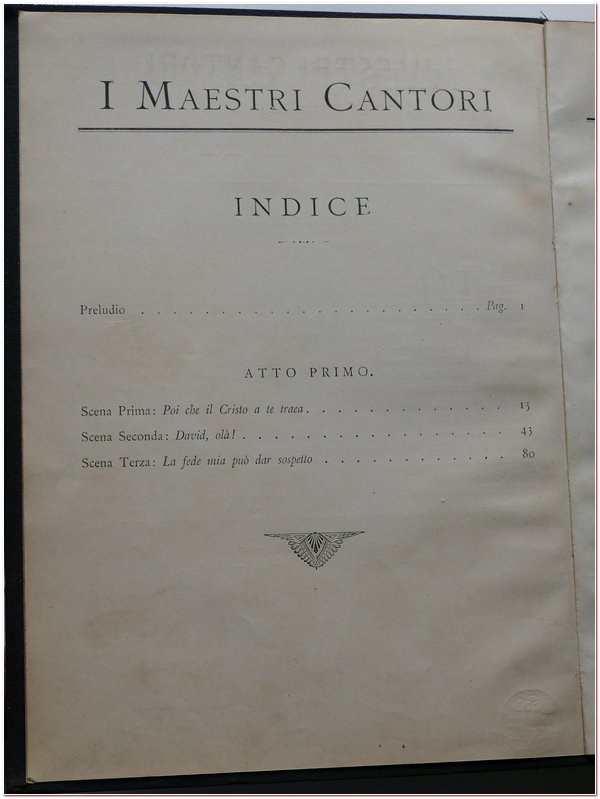 I MAESTRI CANTORI
INDICE
Preludio . . . . . . . . . . . . . . . . . . . . . . . Pag. 1
ATTO PRIMO.
Scena Prima: Poi che il Cristo a te traea . . . . . . . . . . . . . 15
Scena Seconda: David, olà! . . . . . . . . . . . . . . . . 43
Scena Terza: La fede mia può dar sospetto . . . . . . . . . . . . 80